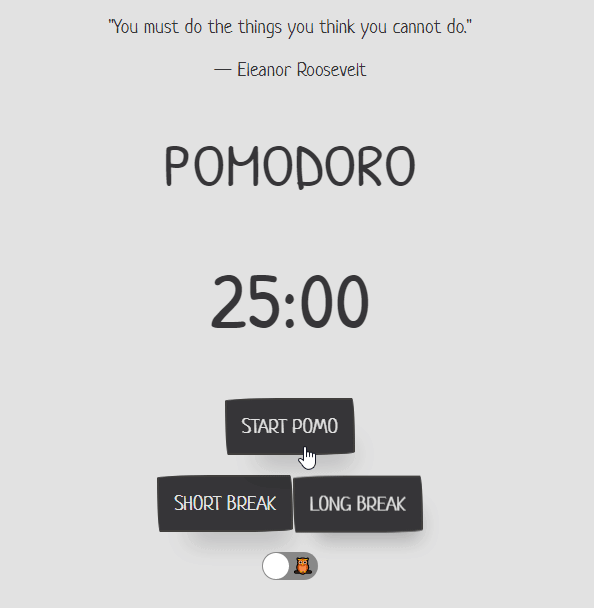 "You must do the things you think you cannot do."
— Eleanor Roosevelt
POMODORO
25:00
START POMO
SHORT BREAK LONG BREAK